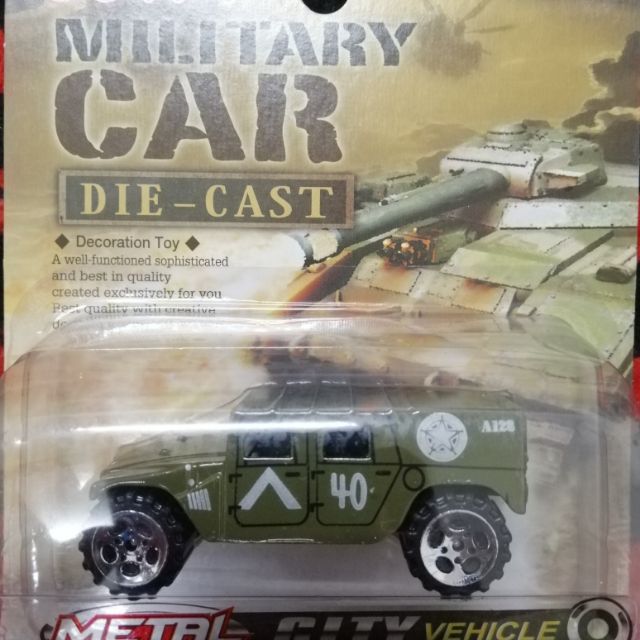 MILITARY
CAR
DIE-CAST
◆ Decoration Toy ◆
A well-functioned sophisticated
and best in quality
created exclusively for you
Best quality with creative
40
A128
METAL CITY VEHICLE